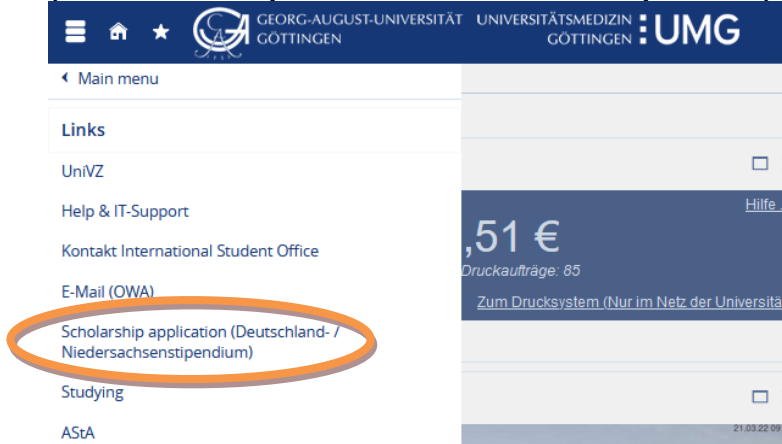 GEORG-AUGUST-UNIVERSITÄT
GÖTTINGEN
UNIVERSITÄTSMEDIZIN
GÖTTINGEN
UMG
Main menu
Links
UniVZ
Help & IT-Support
Kontakt International Student Office
E-Mail (OWA)
Scholarship application (Deutschland- /
Niedersachsenstipendium)
Studying
AStA
Hilfe
,51 €
Druckaufträge: 85
Zum Drucksystem (Nur im Netz der Universitä
21.03.22 09